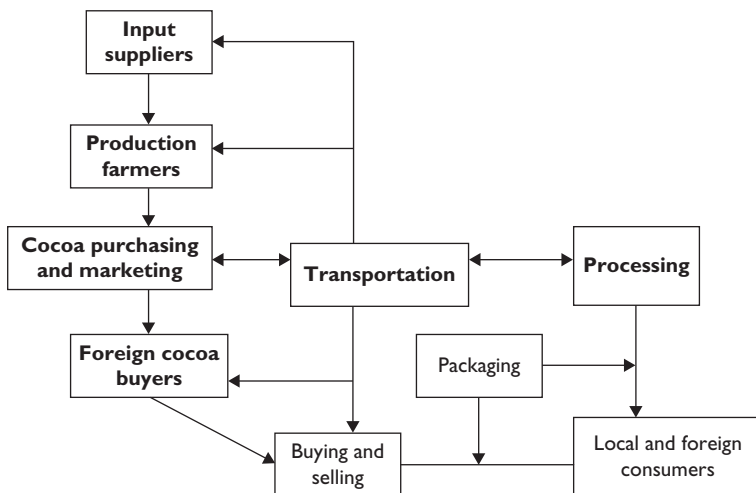 Input
suppliers
Production
farmers
Cocoa purchasing
and marketing
Transportation
Processing
Foreign cocoa
buyers
Packaging
Buying and
selling
Local and foreign
consumers